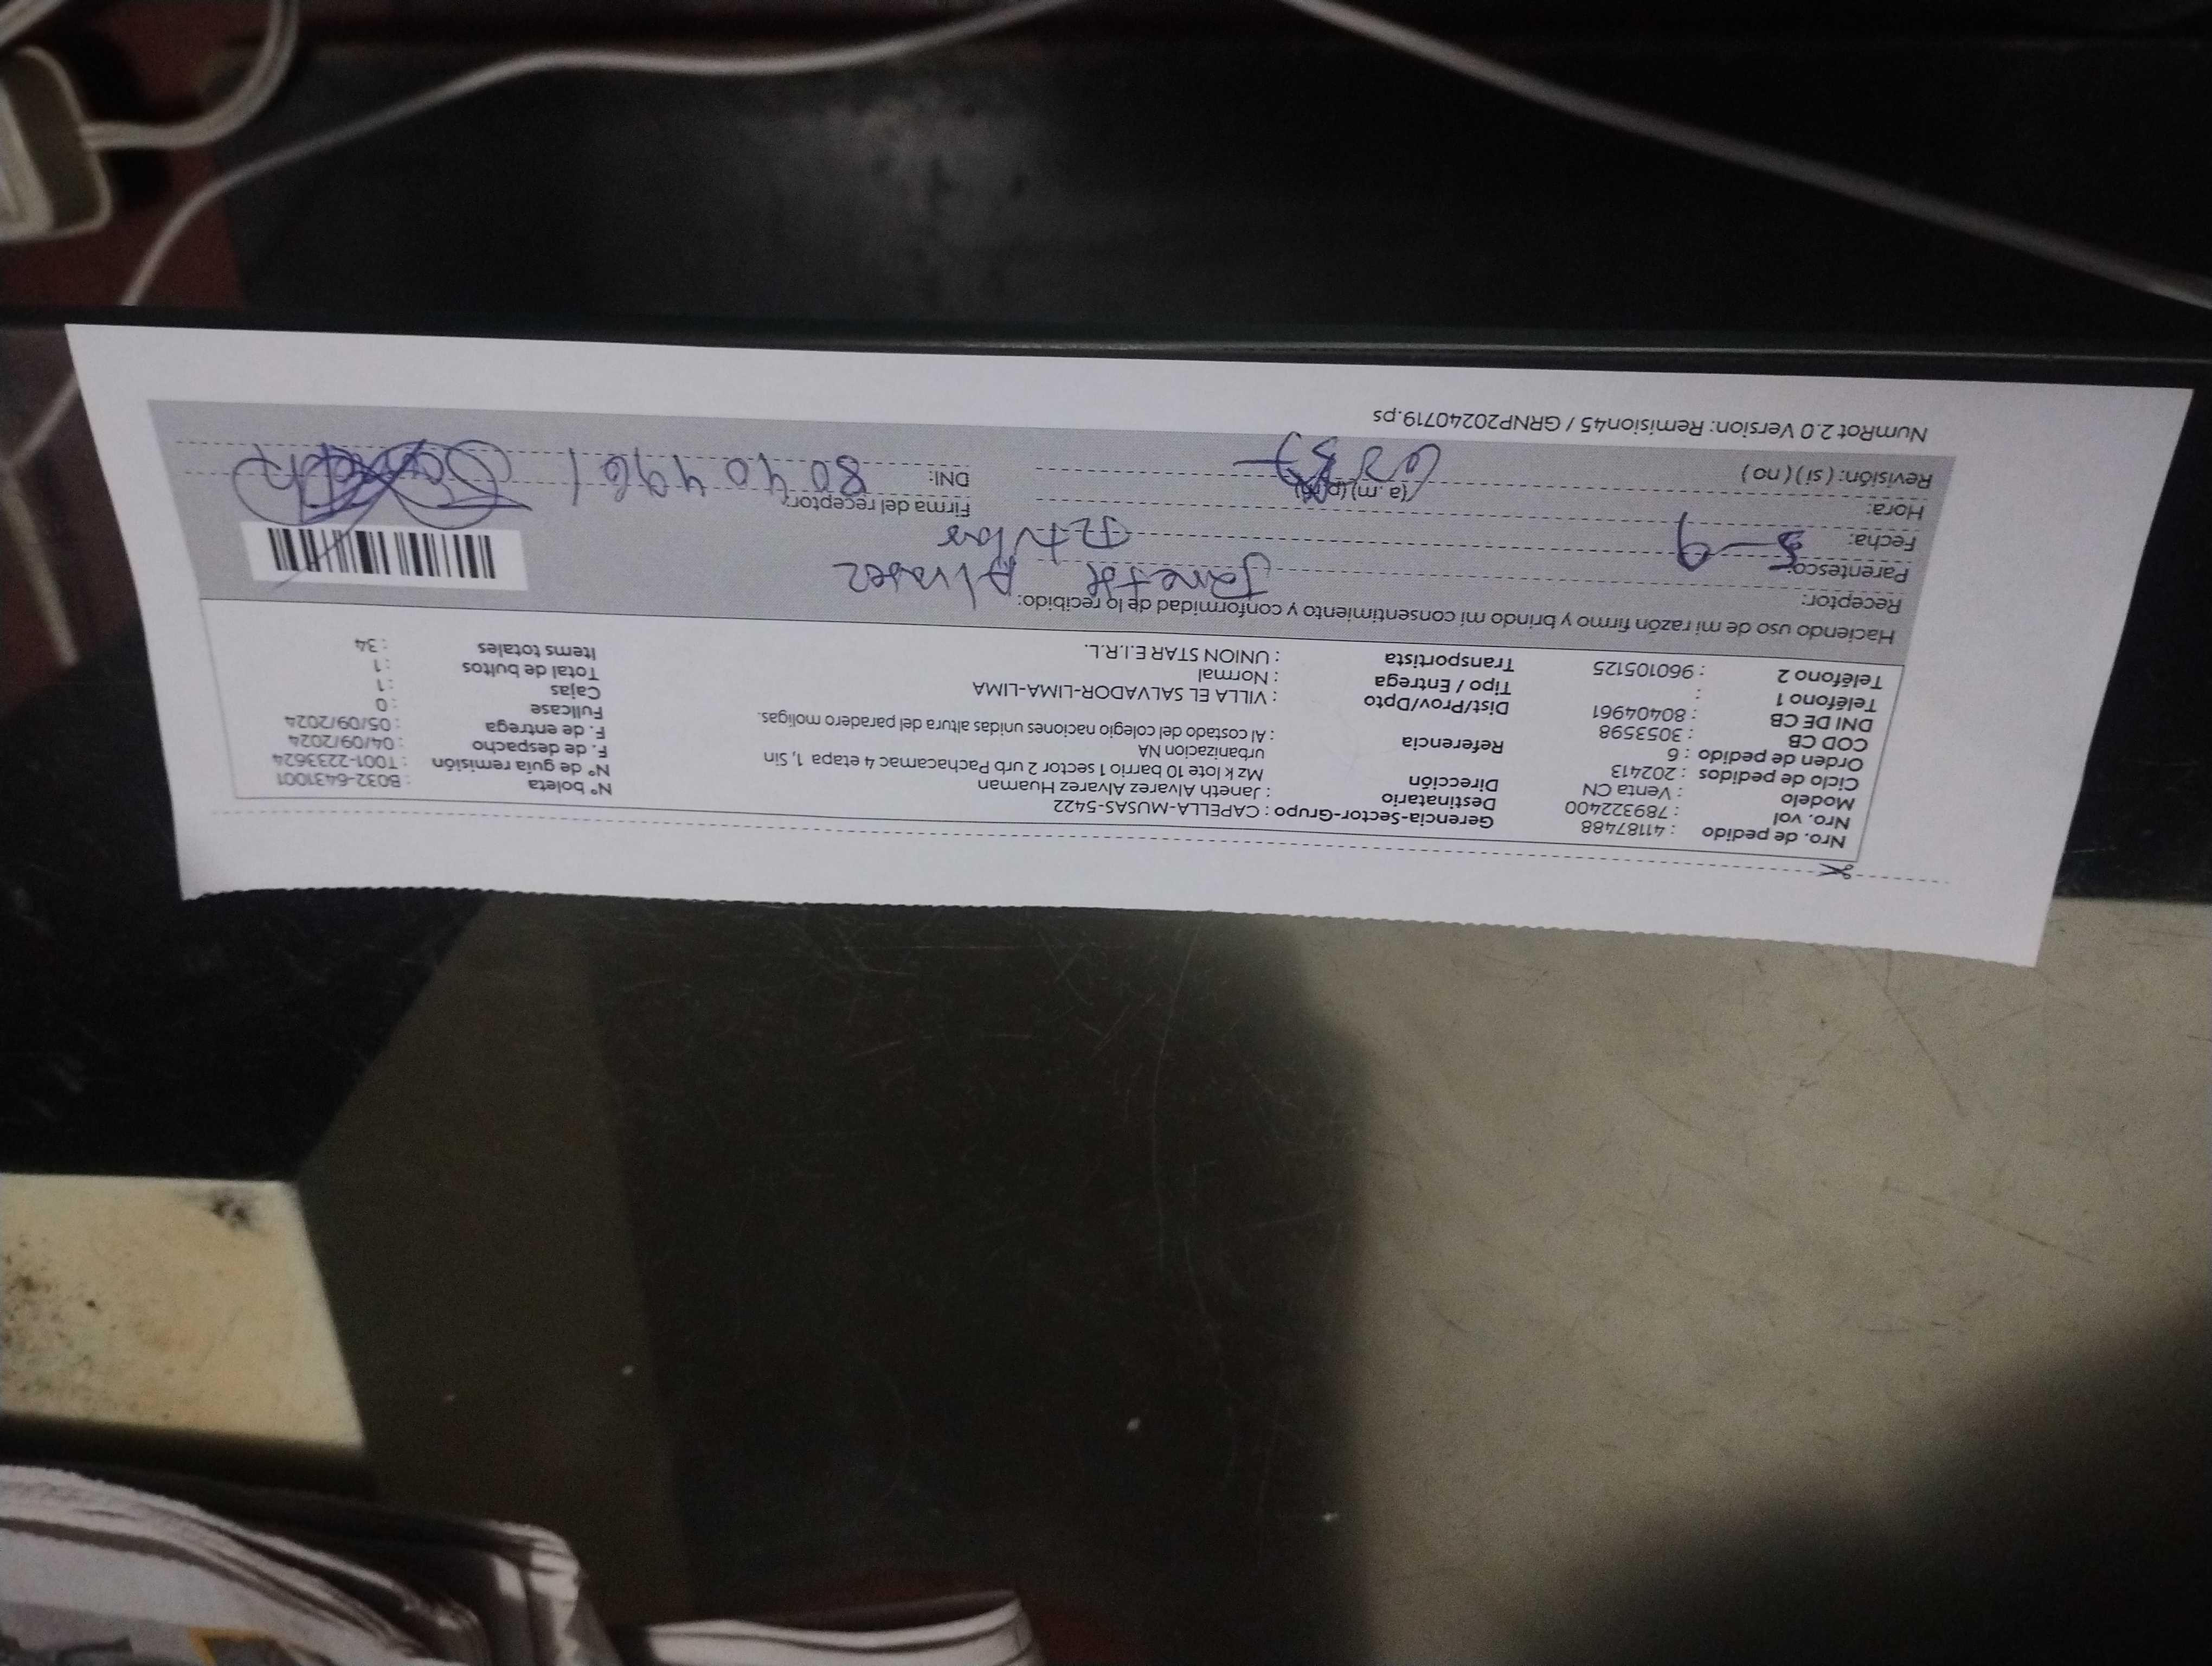 Nro. de pedido : 41187488
Nro. vol : 789322400
Modelo : Venta CN
Ciclo de pedidos : 202413
Orden de pedido : 6
COD CB : 3053598
DNI DE CB : 80404961
Teléfono 1 :
Teléfono 2 : 960105125
Gerencia-Sector-Grupo : CAPELLA-MUSAS-5422
Destinatario : Janeth Alvarez Alvarez Huaman
Dirección Mz k lote 10 barrio 1 sector 2 urb Pachacamac 4 etapa 1, Sin
urbanizacion NA
Referencia : Al costado del colegio naciones unidas altura del paradero moligas.
Dist/Prov/Dpto : VILLA EL SALVADOR-LIMA-LIMA
Tipo / Entrega : Normal
Transportista : UNION STAR E.I.R.L.
N° boleta : B032-6431001
N° de guía remisión : T001-2233624
F. de despacho : 04/09/2024
F. de entrega : 05/09/2024
Fullcase : 0
Cajas : 1
Total de bultos : 1
Items totales : 34
Haciendo uso de mi razón firmo y brindo mi consentimiento y conformidad de lo recibido:
Receptor: Janeth Alvarez
Parentesco:
Fecha: 5-9
Hora: (a. m) (p.m)
Revisión: ( si ) ( no )
Firma del receptor:
DNI: 80404961
NumRot 2.0 Version: Remision45 / GRNP20240719.ps